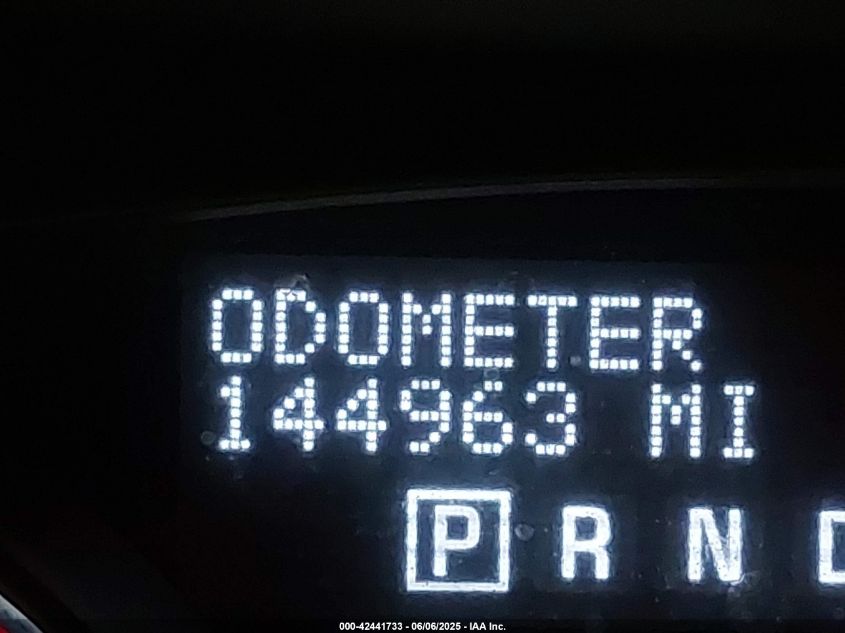 ODOMETER
144963 MI
P R N
000-42441733 - 06/06/2025 - IAA Inc.